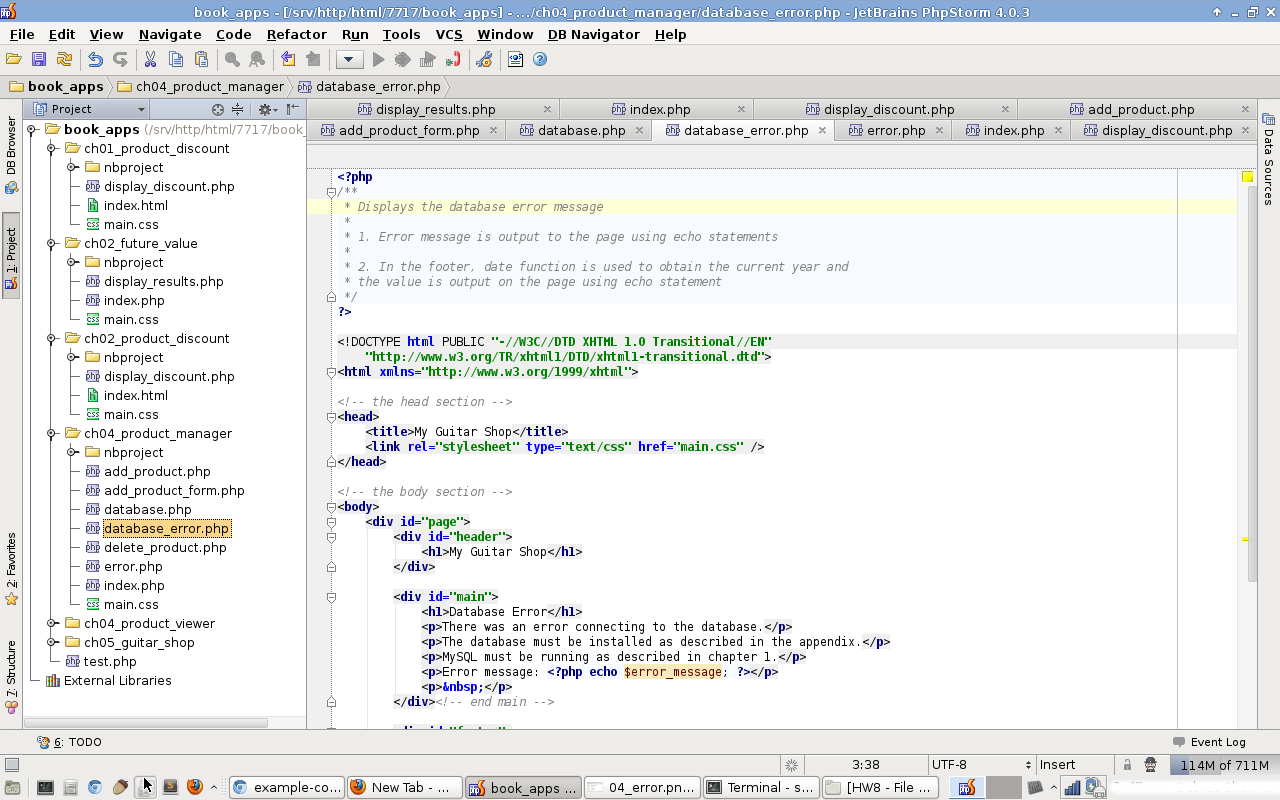 book_apps - [/srv/http/html/7717/book_apps] - .../ch04_product_manager/database_error.php - JetBrains PhpStorm 4.0.3
File Edit View Navigate Code Refactor Run Tools VCS Window DB Navigator Help
book_apps ch04_product_manager database_error.php
Project
display_results.php index.php display_discount.php add_product.php
add_product_form.php database.php database_error.php error.php index.php display_discount.php
DB Browser
1: Project
2: Favorites
7: Structure
book_apps (/srv/http/html/7717/book_
ch01_product_discount
nbproject
display_discount.php
index.html
main.css
ch02_future_value
nbproject
display_results.php
index.php
main.css
ch02_product_discount
nbproject
display_discount.php
index.html
main.css
ch04_product_manager
nbproject
add_product.php
add_product_form.php
database.php
database_error.php
delete_product.php
error.php
index.php
main.css
ch04_product_viewer
ch05_guitar_shop
test.php
External Libraries
<?php
/**
* Displays the database error message
*
* 1. Error message is output to the page using echo statements
*
* 2. In the footer, date function is used to obtain the current year and
* the value is output on the page using echo statement
*/
?>
<!DOCTYPE html PUBLIC "-//W3C//DTD XHTML 1.0 Transitional//EN"
"http://www.w3.org/TR/xhtml1/DTD/xhtml1-transitional.dtd">
<html xmlns="http://www.w3.org/1999/xhtml">
<!-- the head section -->
<head>
<title>My Guitar Shop</title>
<link rel="stylesheet" type="text/css" href="main.css" />
</head>
<!-- the body section -->
<body>
<div id="page">
<div id="header">
<h1>My Guitar Shop</h1>
</div>
<div id="main">
<h1>Database Error</h1>
<p>There was an error connecting to the database.</p>
<p>The database must be installed as described in the appendix.</p>
<p>MySQL must be running as described in chapter 1.</p>
<p>Error message: <?php echo $error_message; ?></p>
<p>&nbsp;</p>
</div><!-- end main -->
Data Sources
6: TODO
Event Log
3:38 UTF-8 Insert 114M of 711M
example-co... New Tab - ... book_apps ... 04_error.pn... Terminal - s... [HW8 - File ...